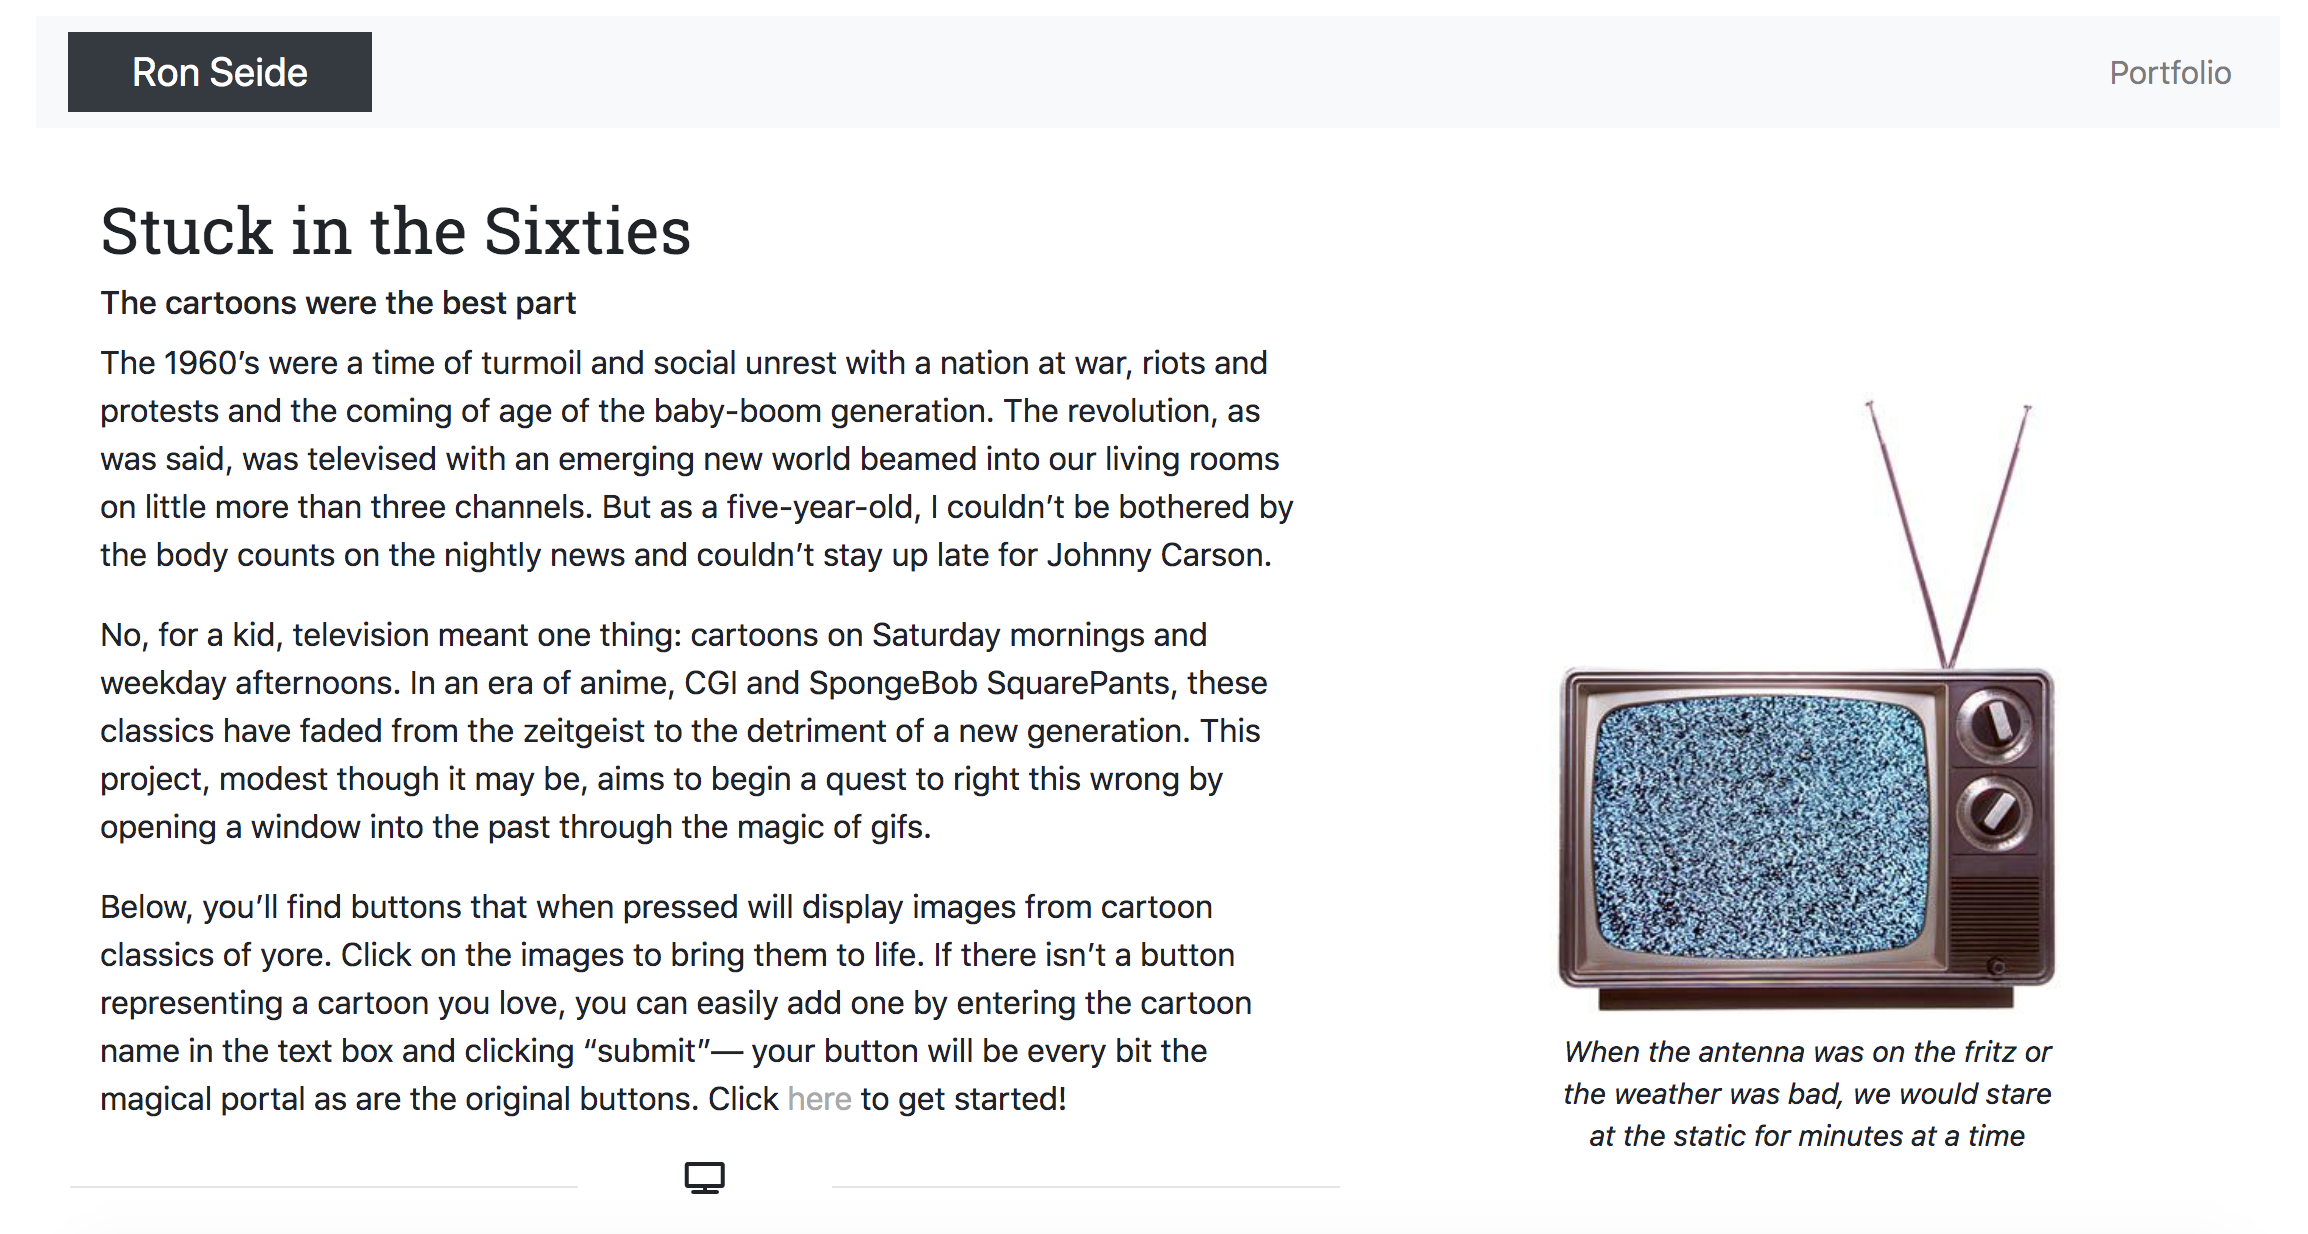 Ron Seide
Portfolio
Stuck in the Sixties
The cartoons were the best part
The 1960’s were a time of turmoil and social unrest with a nation at war, riots and
protests and the coming of age of the baby-boom generation. The revolution, as
was said, was televised with an emerging new world beamed into our living rooms
on little more than three channels. But as a five-year-old, I couldn’t be bothered by
the body counts on the nightly news and couldn’t stay up late for Johnny Carson.
No, for a kid, television meant one thing: cartoons on Saturday mornings and
weekday afternoons. In an era of anime, CGI and SpongeBob SquarePants, these
classics have faded from the zeitgeist to the detriment of a new generation. This
project, modest though it may be, aims to begin a quest to right this wrong by
opening a window into the past through the magic of gifs.
Below, you’ll find buttons that when pressed will display images from cartoon
classics of yore. Click on the images to bring them to life. If there isn’t a button
representing a cartoon you love, you can easily add one by entering the cartoon
name in the text box and clicking “submit”— your button will be every bit the
magical portal as are the original buttons. Click here to get started!
When the antenna was on the fritz or
the weather was bad, we would stare
at the static for minutes at a time